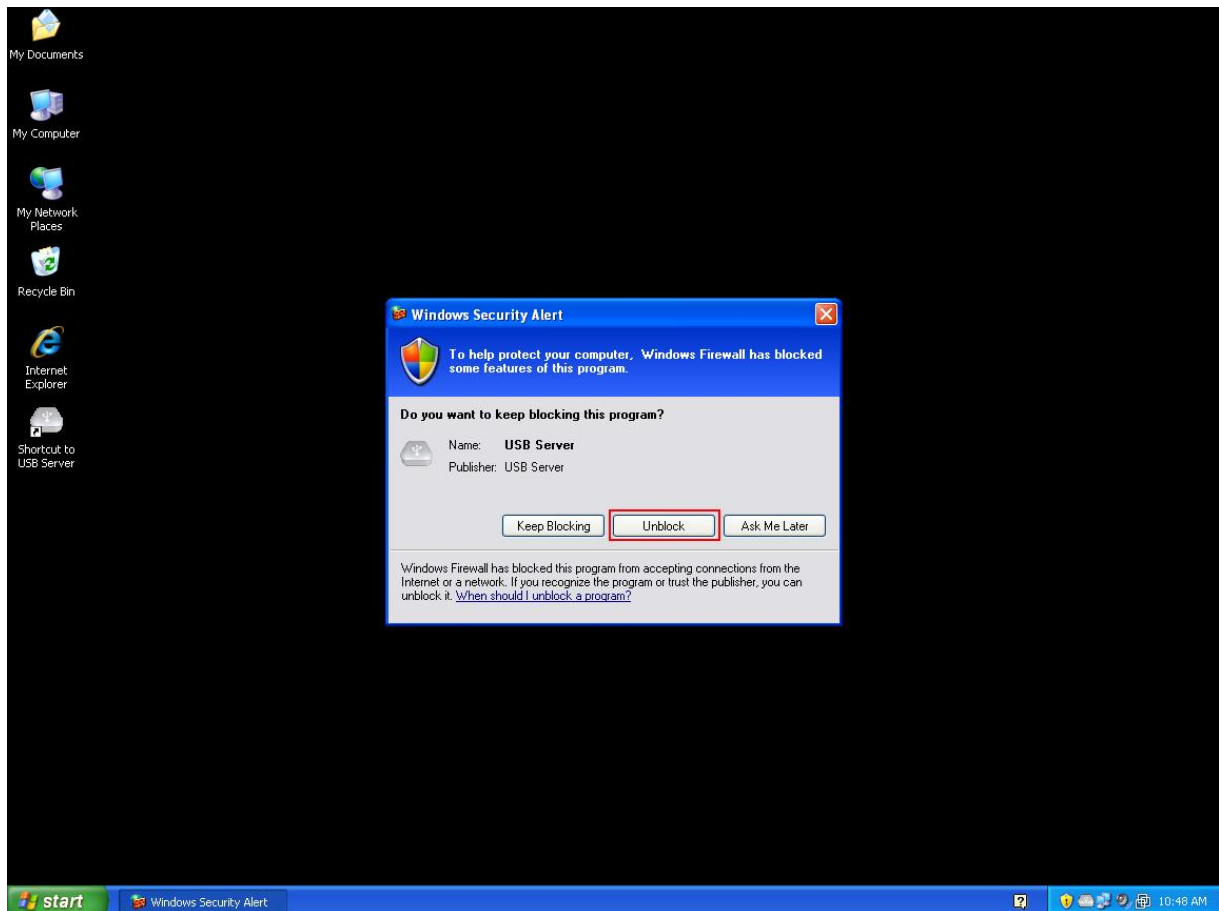 My Documents
My Computer
My Network
Places
Recycle Bin
Internet
Explorer
Shortcut to
USB Server
Windows Security Alert
To help protect your computer, Windows Firewall has blocked
some features of this program.
Do you want to keep blocking this program?
Name: USB Server
Publisher: USB Server
Keep Blocking Unblock Ask Me Later
Windows Firewall has blocked this program from accepting connections from the
Internet or a network. If you recognize the program or trust the publisher, you can
unblock it. When should I unblock a program?
start Windows Security Alert 10:48 AM